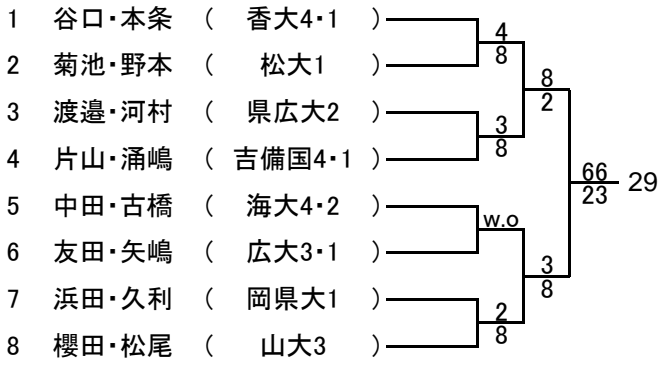 1 谷口・本条 ( 香大4・1 )
4
8
2 菊池・野本 ( 松大1 )
8
2
3 渡邉・河村 ( 県広大2 )
3
8
4 片山・涌嶋 ( 吉備国4・1 )
66
23
29
5 中田・古橋 ( 海大4・2 )
w.o
6 友田・矢嶋 ( 広大3・1 )
3
8
7 浜田・久利 ( 岡県大1 )
2
8
8 櫻田・松尾 ( 山大3 )